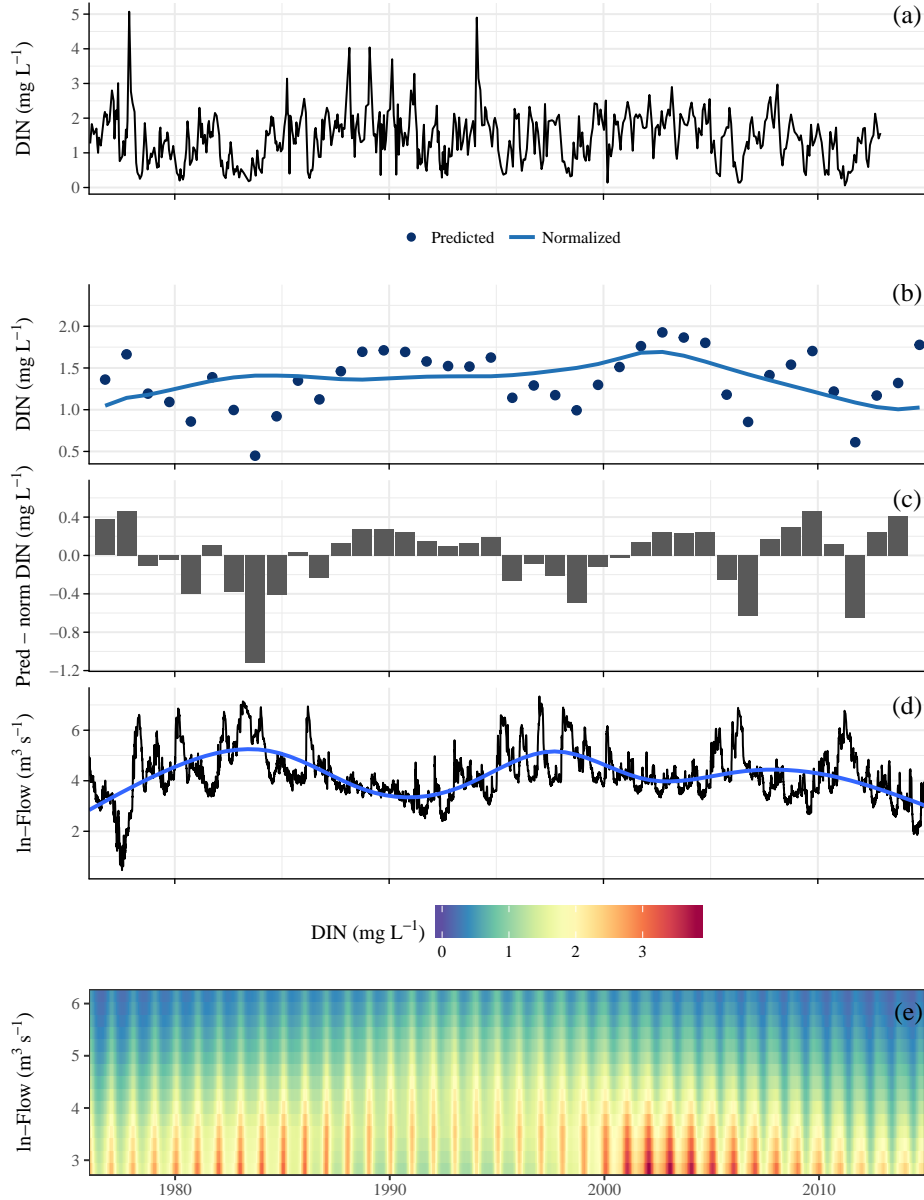 (a)
DIN (mg L⁻¹)
5
4
3
2
1
0
Predicted Normalized
(b)
DIN (mg L⁻¹)
2.0
1.5
1.0
0.5
(c)
Pred − norm DIN (mg L⁻¹)
0.4
0.0
−0.4
−0.8
−1.2
(d)
ln−Flow (m³ s⁻¹)
6
4
2
DIN (mg L⁻¹)
0 1 2 3
(e)
ln−Flow (m³ s⁻¹)
6
5
4
3
1980 1990 2000 2010